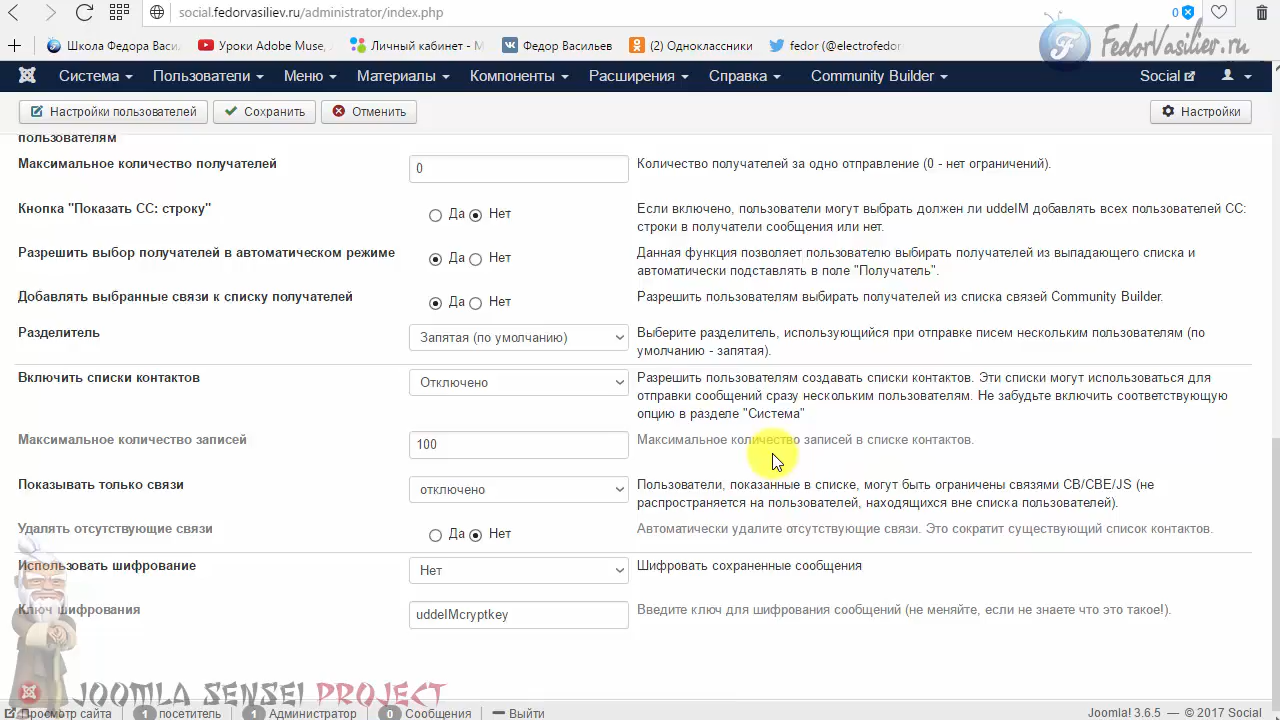 social.fedorvasiliev.ru/administrator/index.php
0
Школа Федора Васи
Уроки Adobe Muse,
Личный кабинет - М
Федор Васильев
(2) Одноклассники
fedor (@electrofedor
FedorVasiliev.ru
Система
Пользователи
Меню
Материалы
Компоненты
Расширения
Справка
Community Builder
Social
Настройки пользователей
Сохранить
Отменить
Настройки
пользователям
Максимальное количество получателей
0
Количество получателей за одно отправление (0 - нет ограничений).
Кнопка "Показать CC: строку"
Да Нет
Если включено, пользователи могут выбрать должен ли uddeIM добавлять всех пользователей CC:
строки в получатели сообщения или нет.
Разрешить выбор получателей в автоматическом режиме
Да Нет
Данная функция позволяет пользователю выбирать получателей из выпадающего списка и
автоматически подставлять в поле "Получатель".
Добавлять выбранные связи к списку получателей
Да Нет
Разрешить пользователям выбирать получателей из списка связей Community Builder.
Разделитель
Запятая (по умолчанию)
Выберите разделитель, использующийся при отправке писем нескольким пользователям (по
умолчанию - запятая).
Включить списки контактов
Отключено
Разрешить пользователям создавать списки контактов. Эти списки могут использоваться для
отправки сообщений сразу нескольким пользователям. Не забудьте включить соответствующую
опцию в разделе "Система"
Максимальное количество записей
100
Максимальное количество записей в списке контактов.
Показывать только связи
отключено
Пользователи, показанные в списке, могут быть ограничены связями CB/CBE/JS (не
распространяется на пользователей, находящихся вне списка пользователей).
Удалять отсутствующие связи
Да Нет
Автоматически удалите отсутствующие связи. Это сократит существующий список контактов.
Использовать шифрование
Нет
Шифровать сохраненные сообщения
Ключ шифрования
uddeIMcryptkey
Введите ключ для шифрования сообщений (не меняйте, если не знаете что это такое!).
JOOMLA SENSEI PROJECT
Просмотр сайта
1 посетитель
1 Администратор
0 Сообщения
Выйти
Joomla! 3.6.5 — © 2017 Social